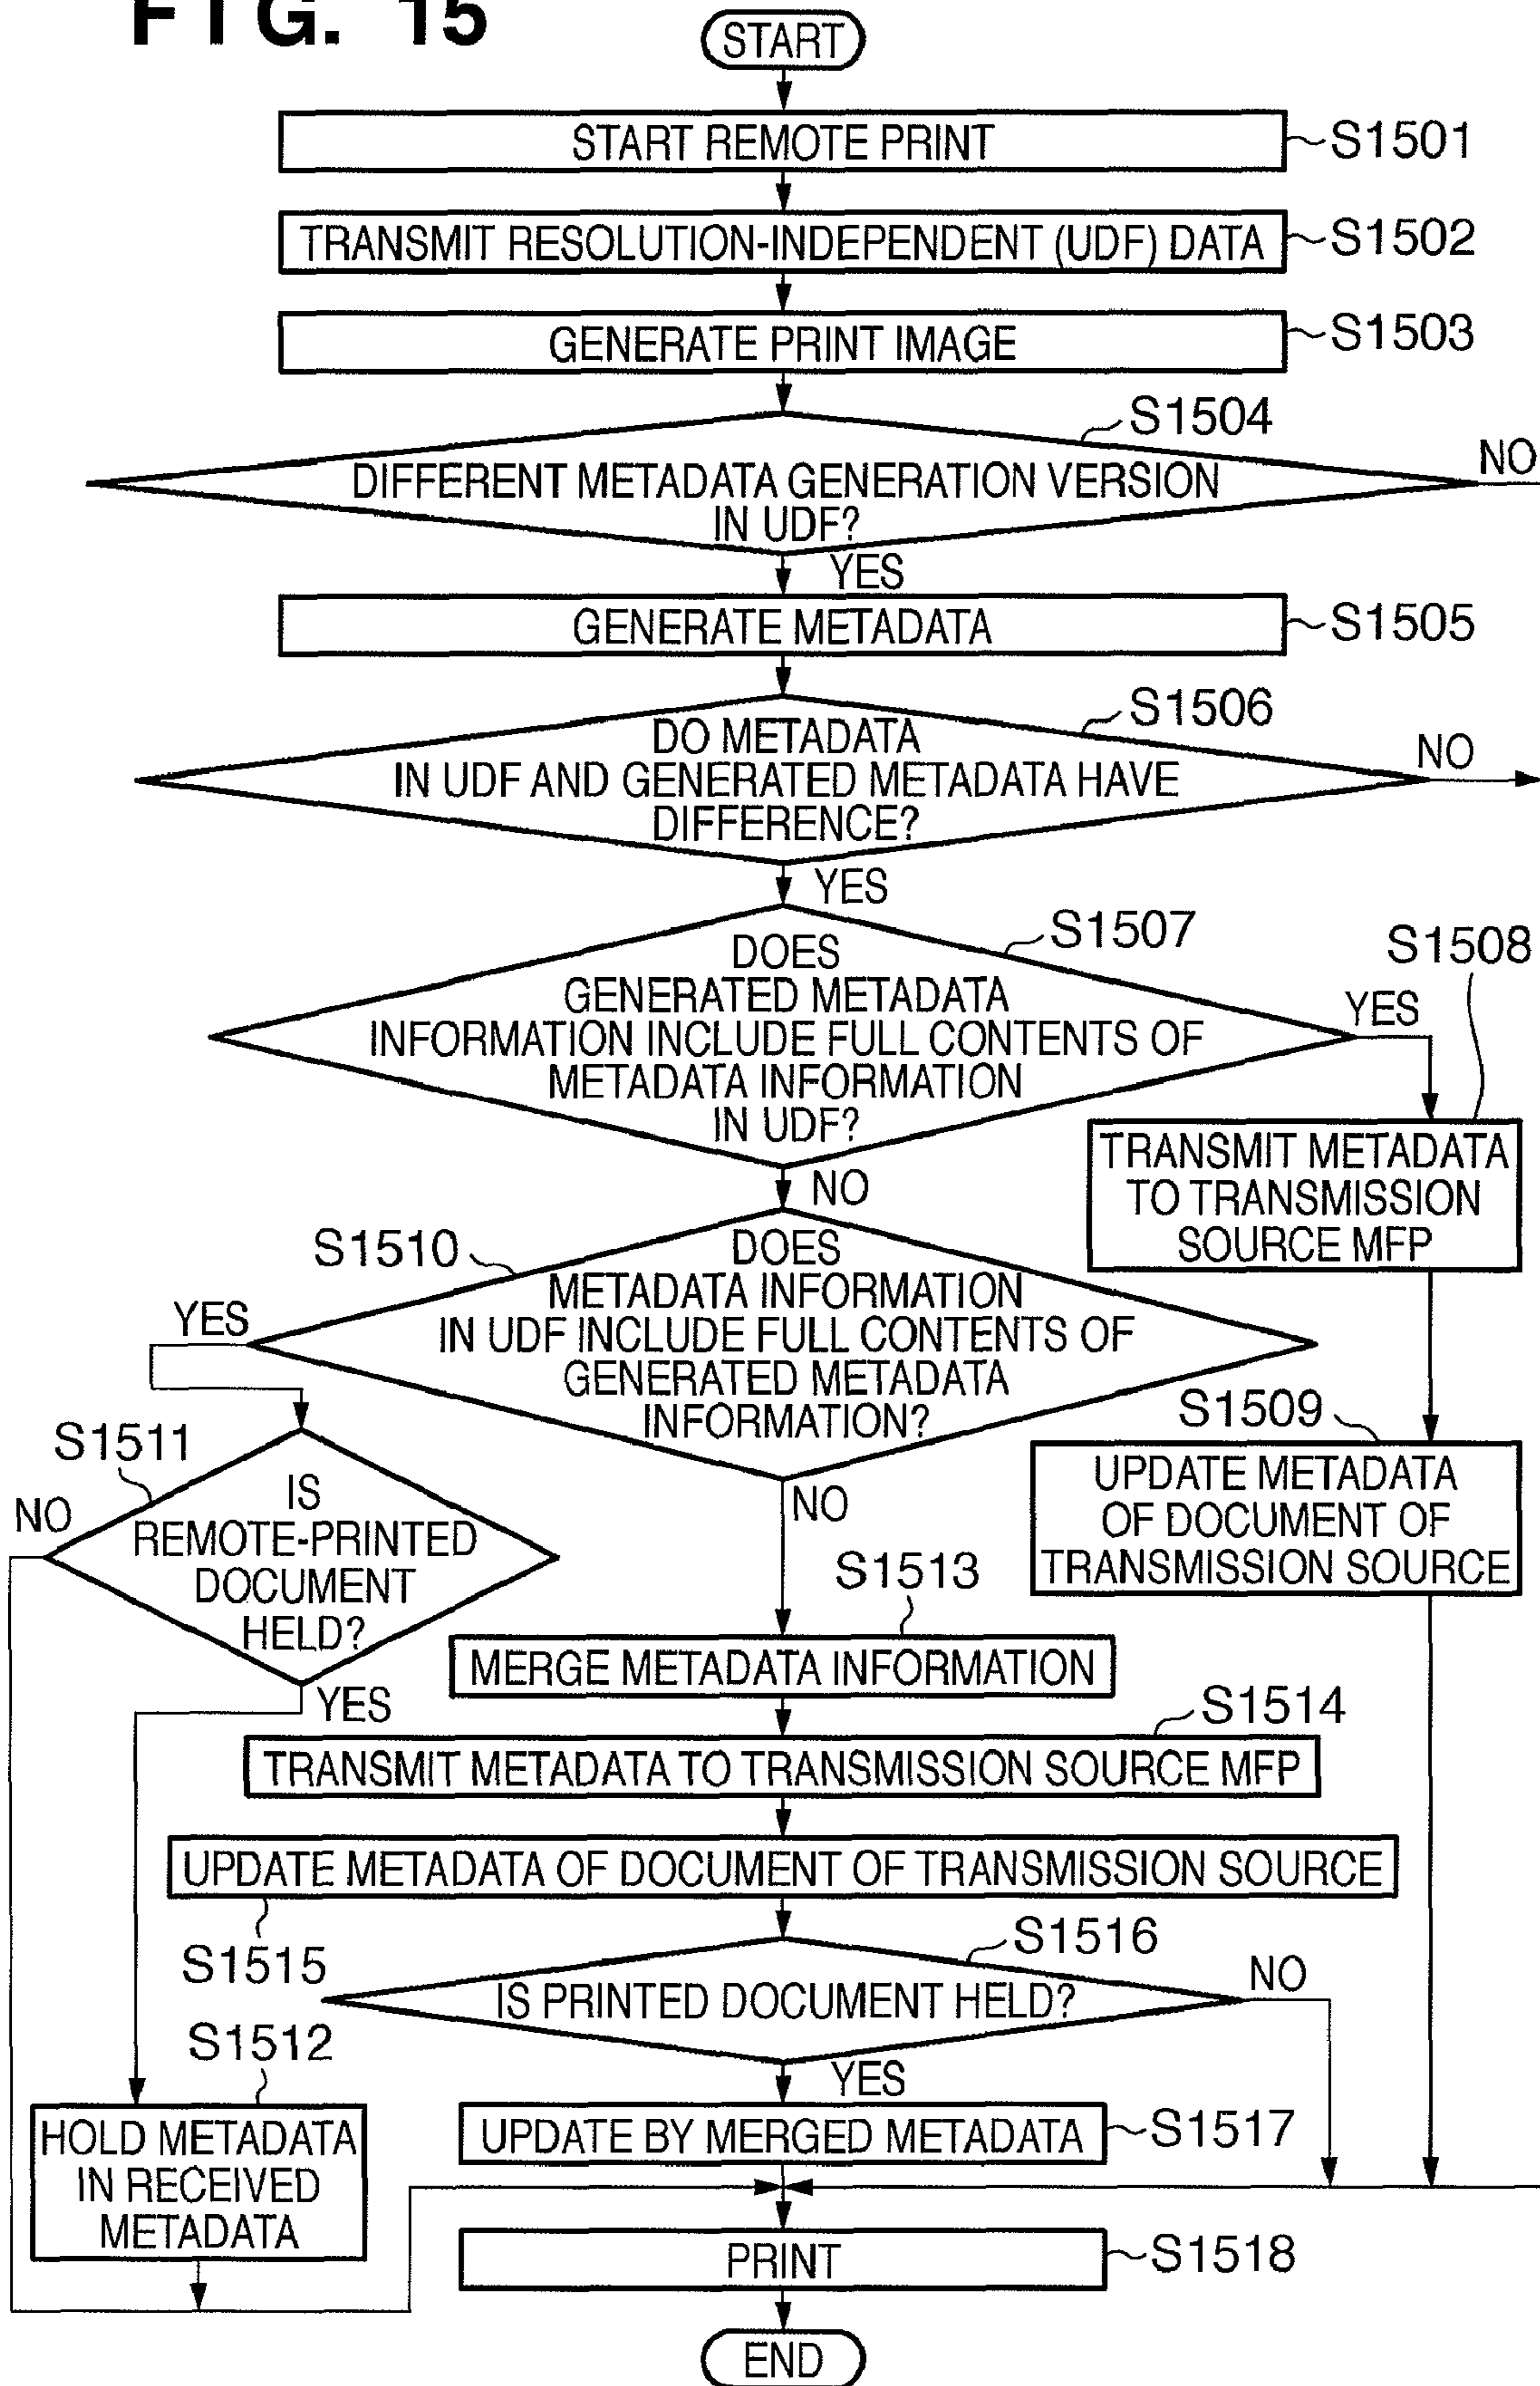 FIG. 15
START
START REMOTE PRINT
S1501
TRANSMIT RESOLUTION-INDEPENDENT (UDF) DATA
S1502
GENERATE PRINT IMAGE
S1503
S1504
DIFFERENT METADATA GENERATION VERSION
IN UDF?
NO
YES
GENERATE METADATA
S1505
S1506
DO METADATA
IN UDF AND GENERATED METADATA HAVE
DIFFERENCE?
NO
YES
S1507
DOES
GENERATED METADATA
INFORMATION INCLUDE FULL CONTENTS OF
METADATA INFORMATION
IN UDF?
YES
S1508
TRANSMIT METADATA
TO TRANSMISSION
SOURCE MFP
NO
S1510
DOES
METADATA INFORMATION
IN UDF INCLUDE FULL CONTENTS OF
GENERATED METADATA
INFORMATION?
YES
S1509
UPDATE METADATA
OF DOCUMENT OF
TRANSMISSION SOURCE
S1511
IS
REMOTE-PRINTED
DOCUMENT
HELD?
NO
YES
NO
S1513
MERGE METADATA INFORMATION
S1514
TRANSMIT METADATA TO TRANSMISSION SOURCE MFP
UPDATE METADATA OF DOCUMENT OF TRANSMISSION SOURCE
S1515
S1516
IS PRINTED DOCUMENT HELD?
NO
YES
S1512
HOLD METADATA
IN RECEIVED
METADATA
UPDATE BY MERGED METADATA
S1517
PRINT
S1518
END